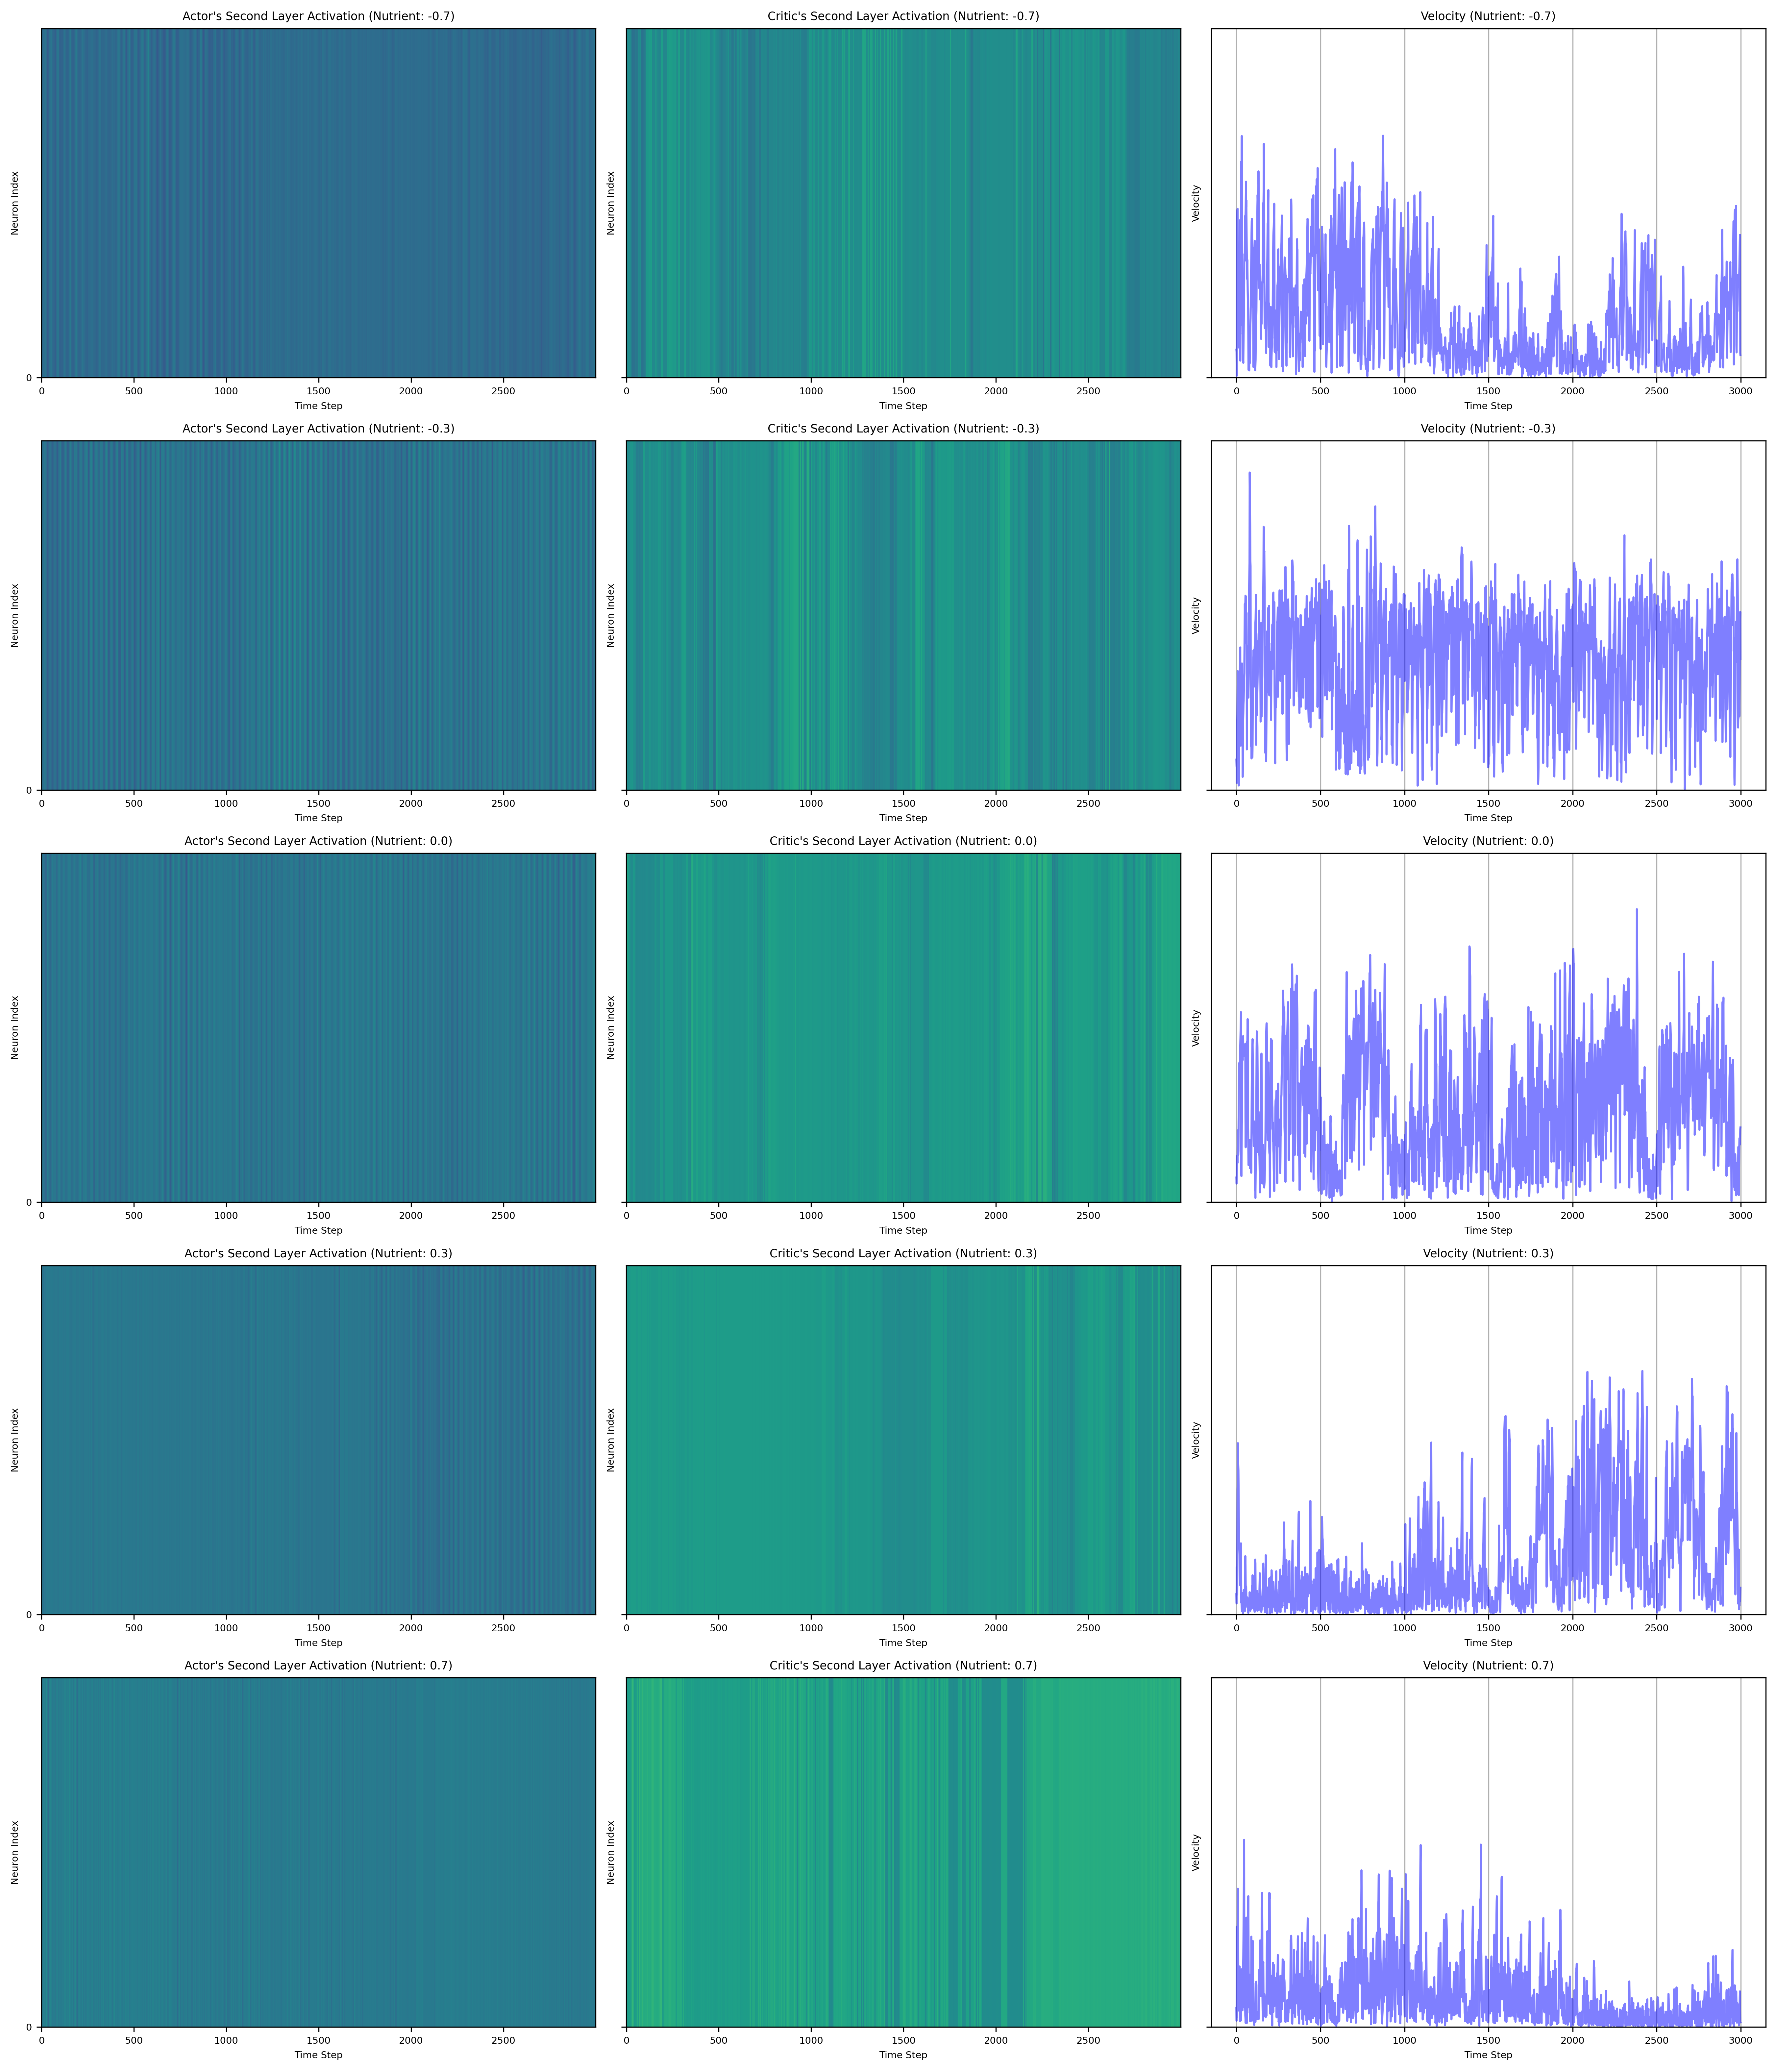 Actor's Second Layer Activation (Nutrient: -0.7)
Critic's Second Layer Activation (Nutrient: -0.7)
Velocity (Nutrient: -0.7)
Neuron Index
Neuron Index
Velocity
0
0 500 1000 1500 2000 2500
0 500 1000 1500 2000 2500
0 500 1000 1500 2000 2500 3000
Time Step
Time Step
Time Step
Actor's Second Layer Activation (Nutrient: -0.3)
Critic's Second Layer Activation (Nutrient: -0.3)
Velocity (Nutrient: -0.3)
Neuron Index
Neuron Index
Velocity
0
0 500 1000 1500 2000 2500
0 500 1000 1500 2000 2500
0 500 1000 1500 2000 2500 3000
Time Step
Time Step
Time Step
Actor's Second Layer Activation (Nutrient: 0.0)
Critic's Second Layer Activation (Nutrient: 0.0)
Velocity (Nutrient: 0.0)
Neuron Index
Neuron Index
Velocity
0
0 500 1000 1500 2000 2500
0 500 1000 1500 2000 2500
0 500 1000 1500 2000 2500 3000
Time Step
Time Step
Time Step
Actor's Second Layer Activation (Nutrient: 0.3)
Critic's Second Layer Activation (Nutrient: 0.3)
Velocity (Nutrient: 0.3)
Neuron Index
Neuron Index
Velocity
0
0 500 1000 1500 2000 2500
0 500 1000 1500 2000 2500
0 500 1000 1500 2000 2500 3000
Time Step
Time Step
Time Step
Actor's Second Layer Activation (Nutrient: 0.7)
Critic's Second Layer Activation (Nutrient: 0.7)
Velocity (Nutrient: 0.7)
Neuron Index
Neuron Index
Velocity
0
0 500 1000 1500 2000 2500
0 500 1000 1500 2000 2500
0 500 1000 1500 2000 2500 3000
Time Step
Time Step
Time Step